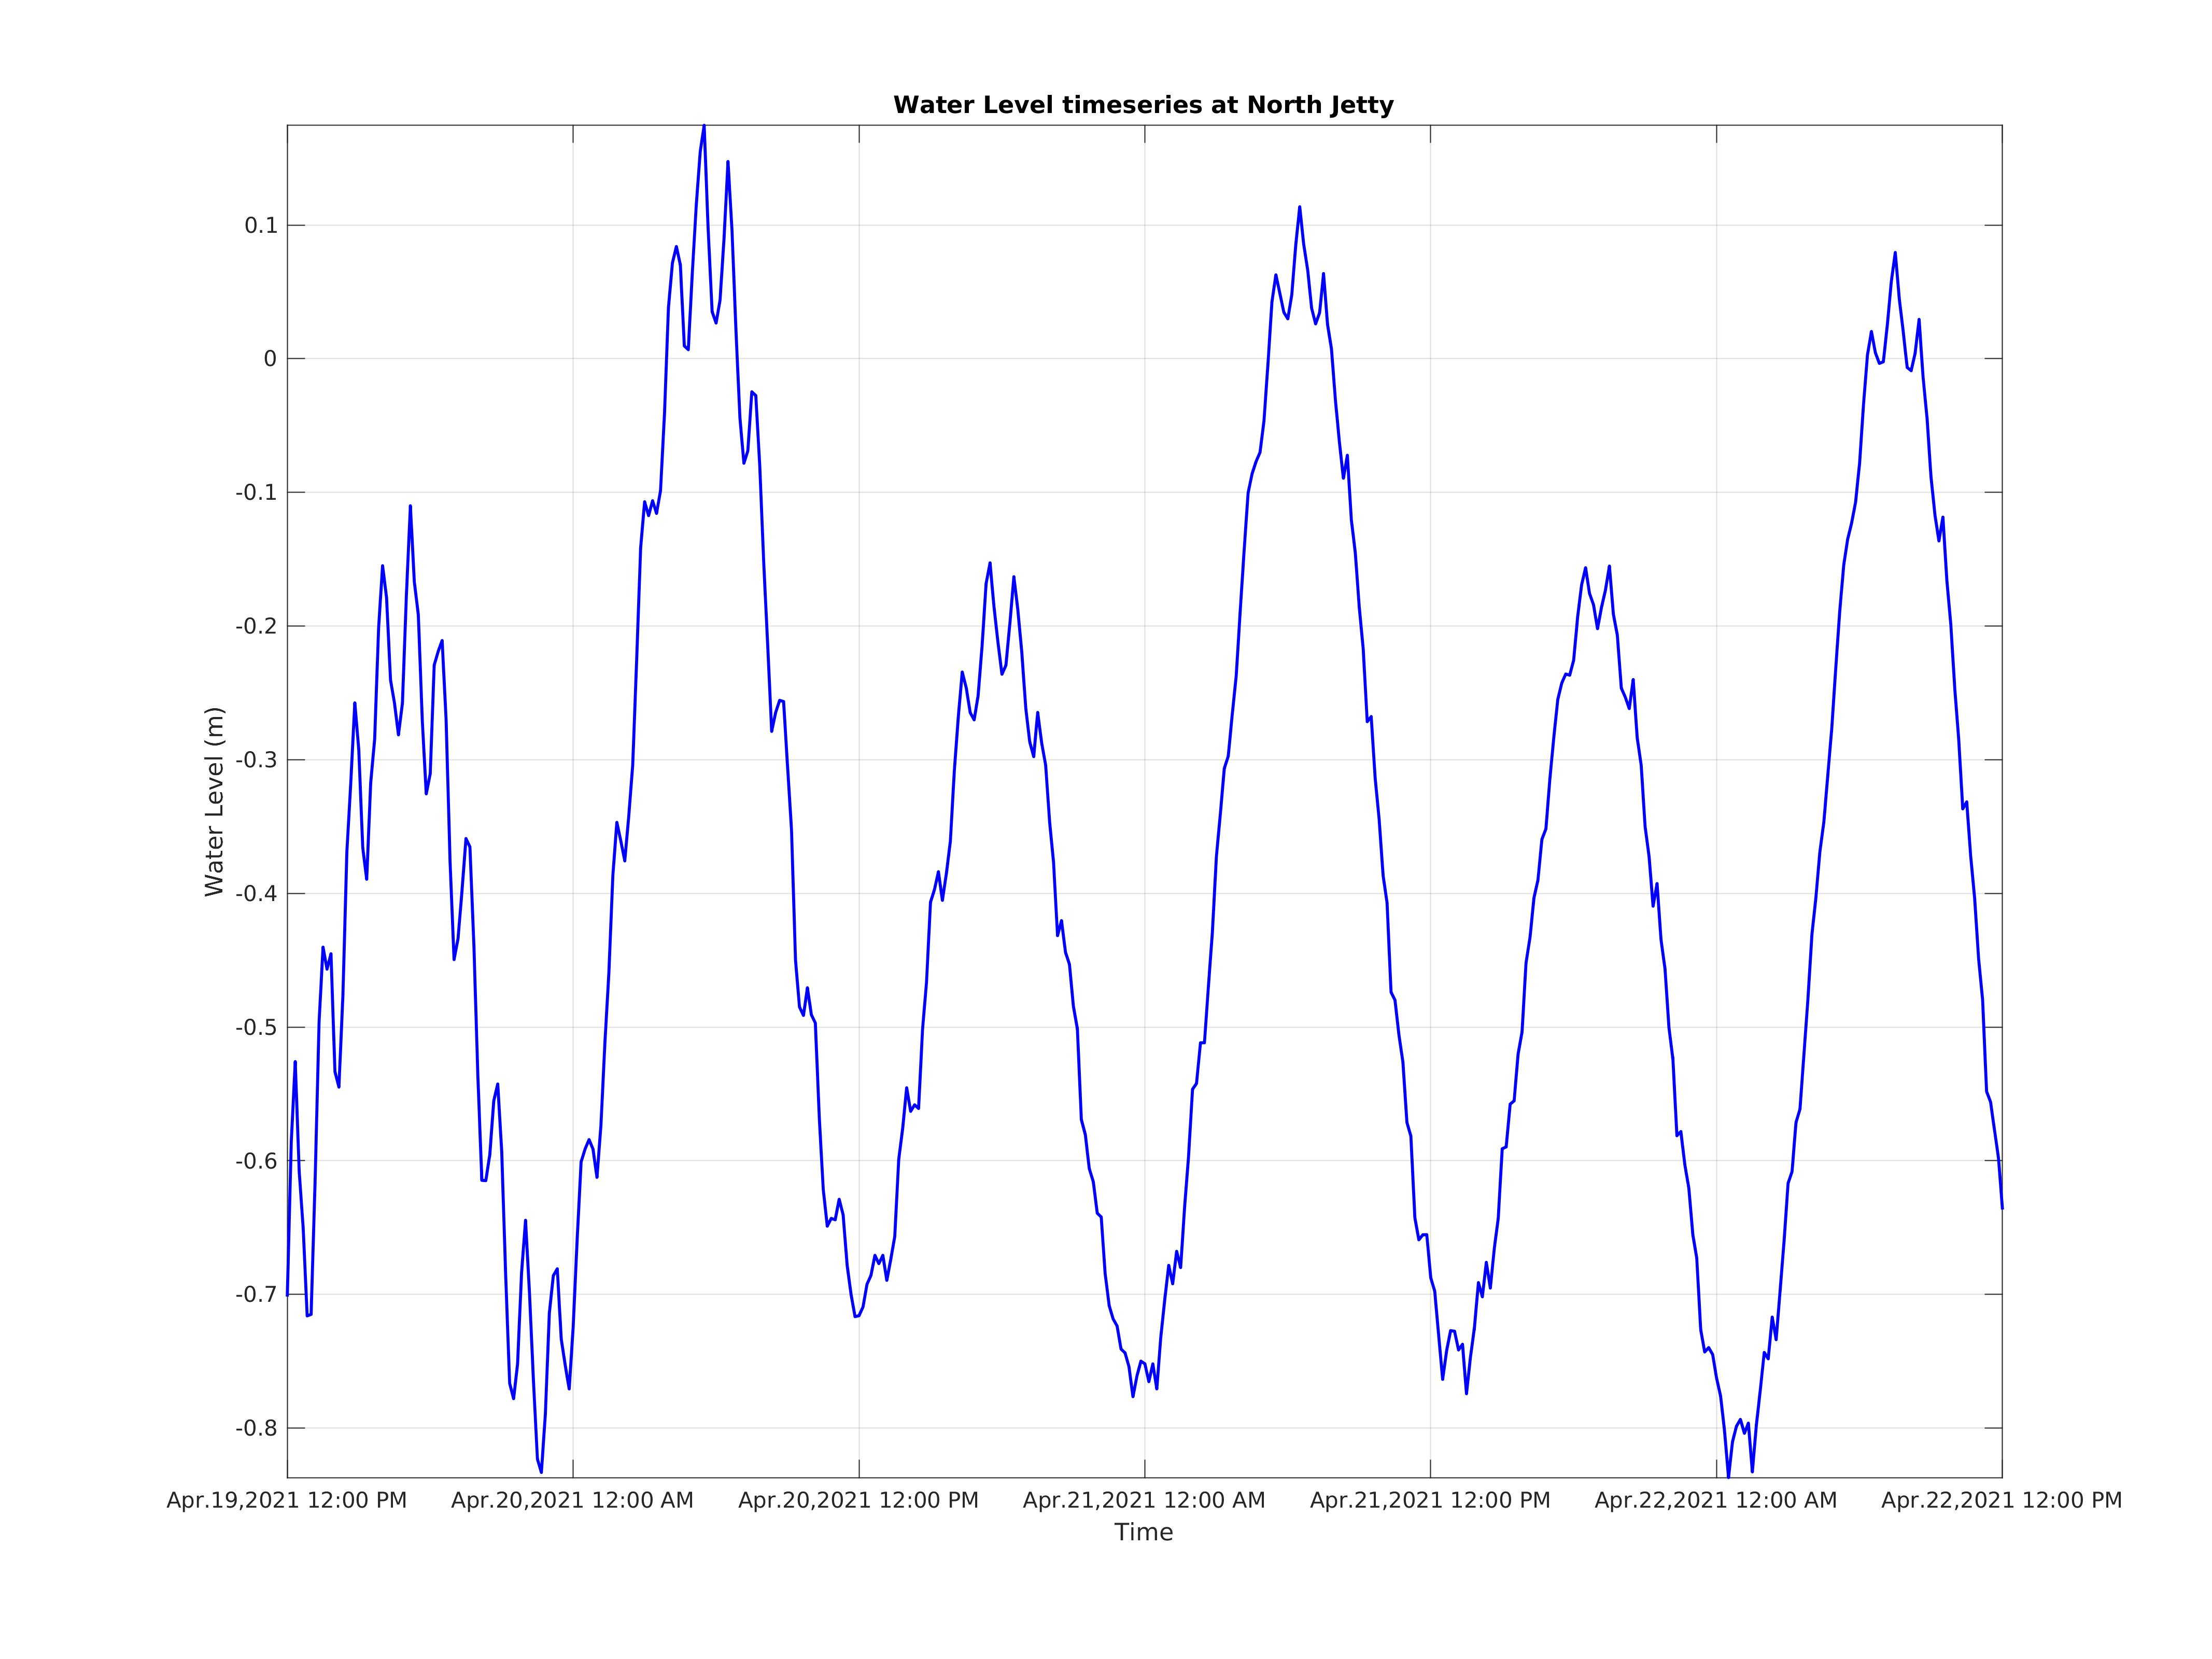 Water Level timeseries at North Jetty
0.1
0
-0.1
-0.2
-0.3
-0.4
-0.5
-0.6
-0.7
-0.8
Water Level (m)
Apr.19,2021 12:00 PM Apr.20,2021 12:00 AM Apr.20,2021 12:00 PM Apr.21,2021 12:00 AM Apr.21,2021 12:00 PM Apr.22,2021 12:00 AM Apr.22,2021 12:00 PM
Time